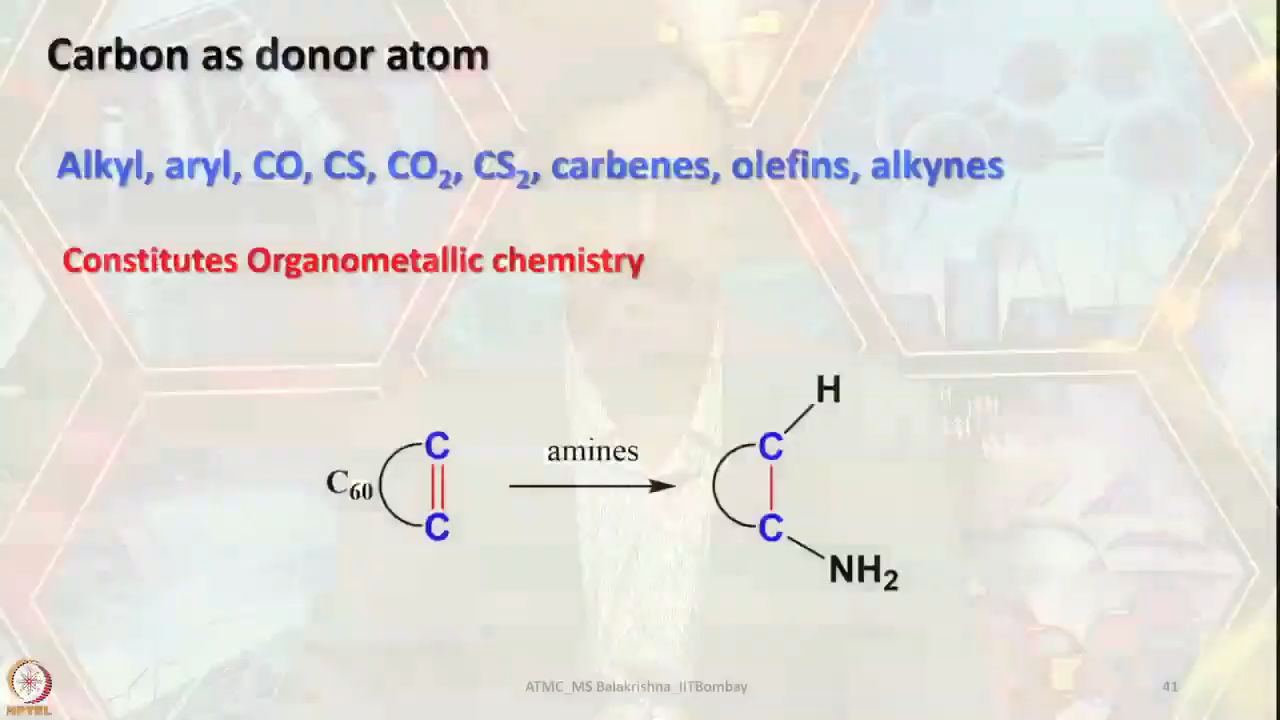 Carbon as donor atom
Alkyl, aryl, CO, CS, CO₂, CS₂, carbenes, olefins, alkynes
Constitutes Organometallic chemistry
H
C C
amines
C₆₀
C C
NH₂
NPTEL
ATMC_MS Balakrishna_IITBombay 41